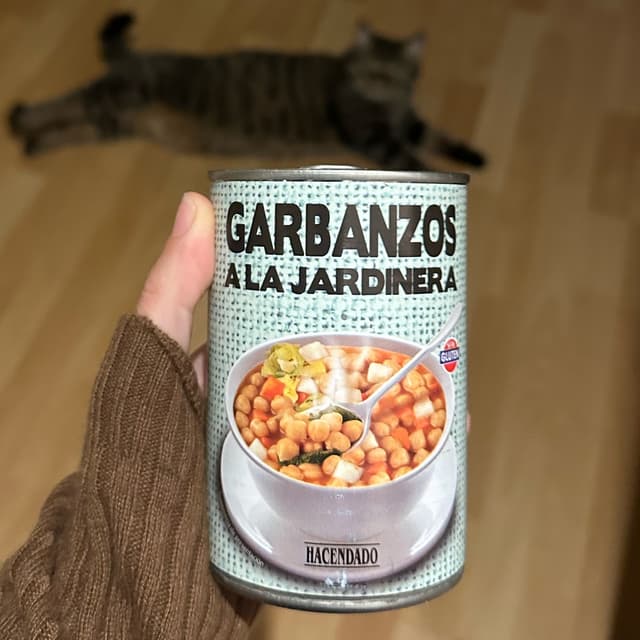 GARBANZOS
A LA JARDINERA
GLUTEN
HACENDADO